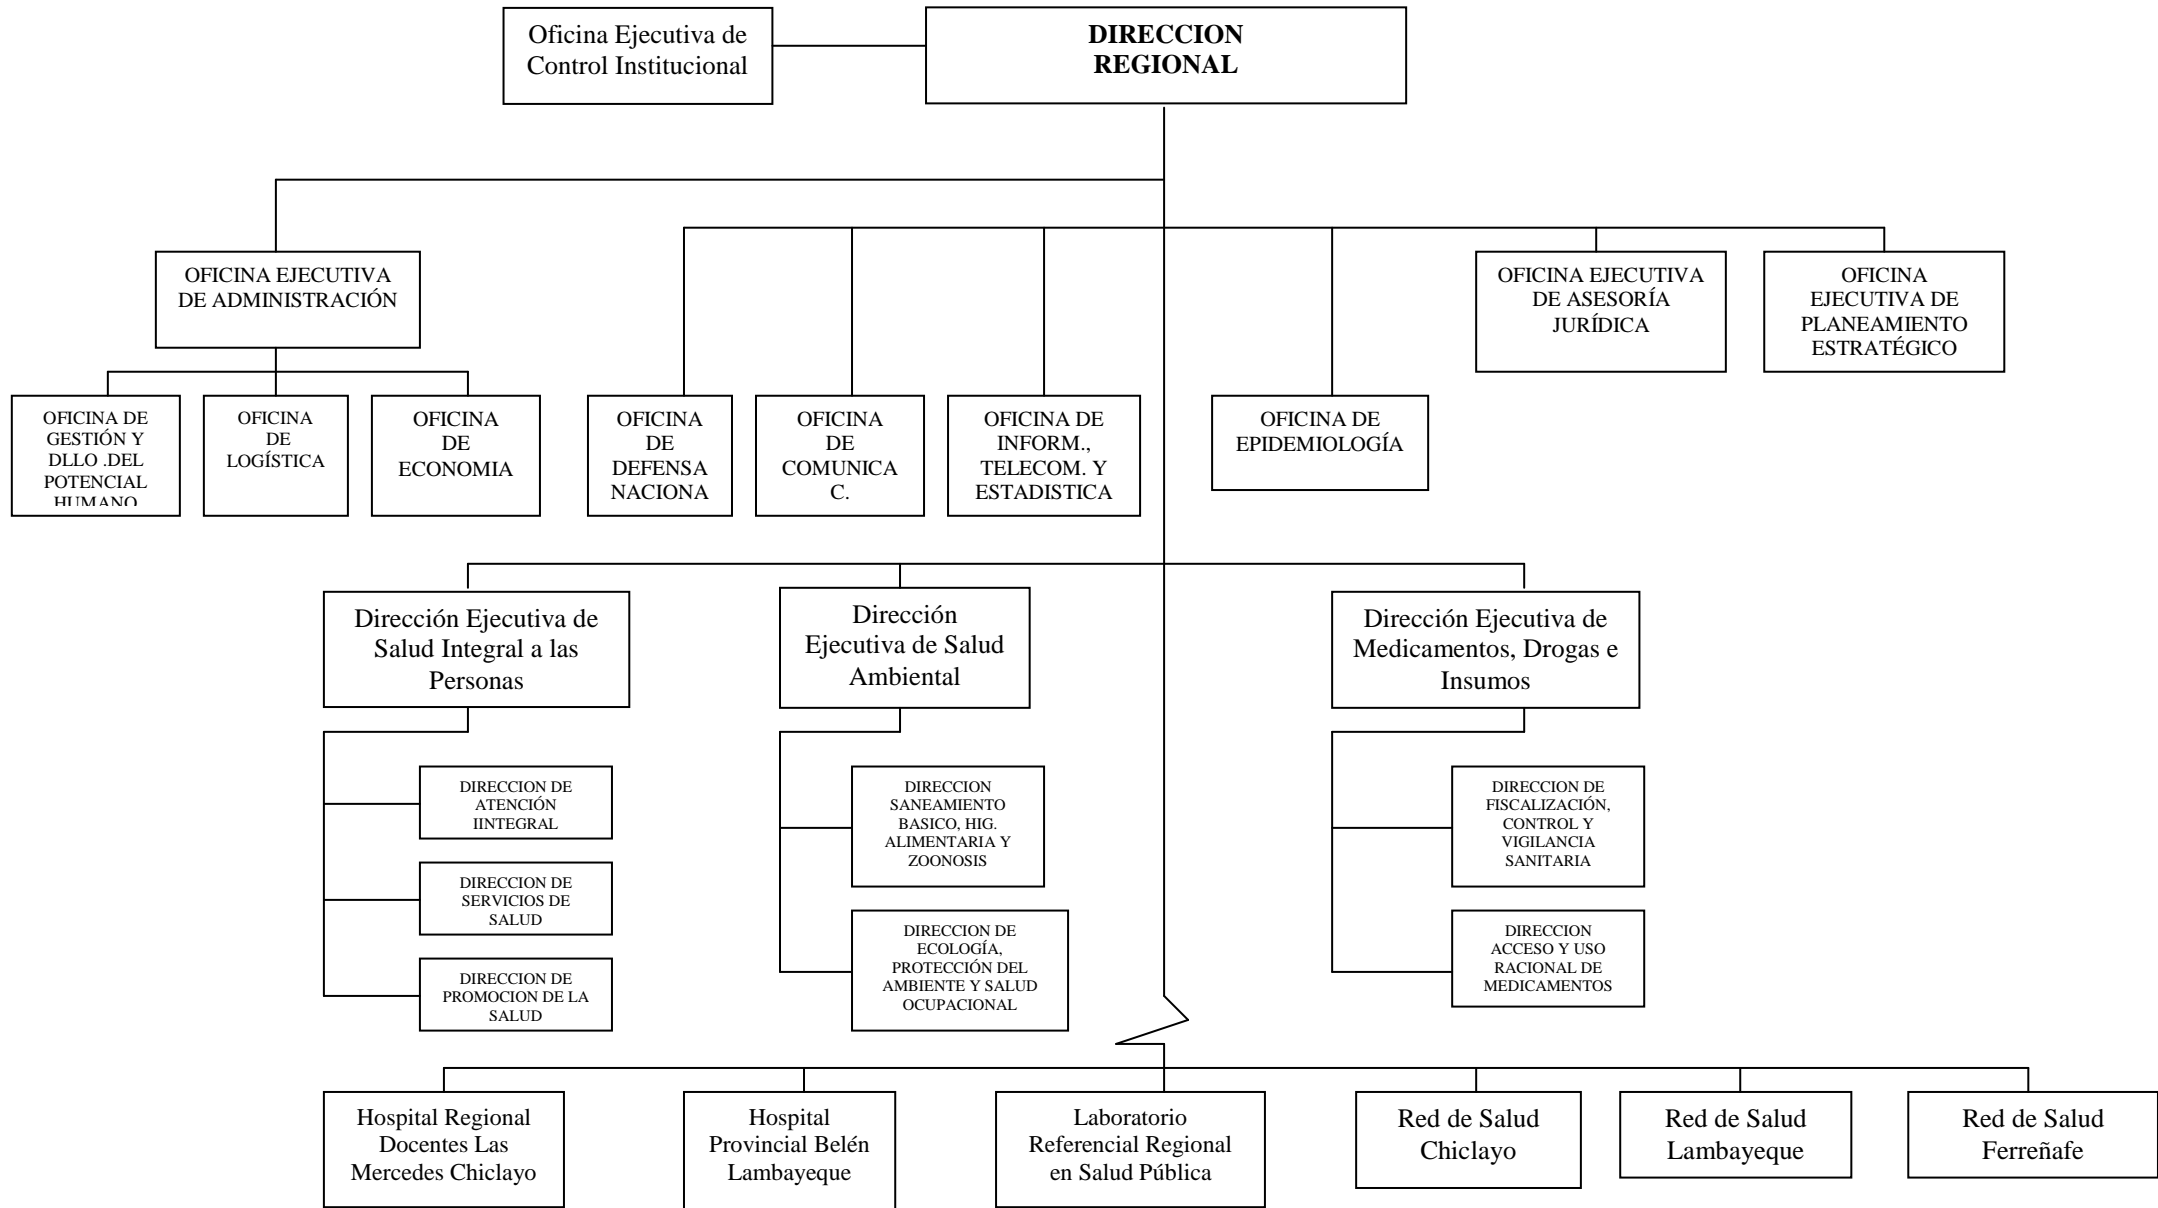 Oficina Ejecutiva de
Control Institucional
DIRECCION
REGIONAL
OFICINA EJECUTIVA
DE ADMINISTRACIÓN
OFICINA EJECUTIVA
DE ASESORÍA
JURÍDICA
OFICINA
EJECUTIVA DE
PLANEAMIENTO
ESTRATÉGICO
OFICINA DE
GESTIÓN Y
DLLO .DEL
POTENCIAL
HUMANO
OFICINA
DE
LOGÍSTICA
OFICINA
DE
ECONOMIA
OFICINA
DE
DEFENSA
NACIONA
OFICINA
DE
COMUNICA
C.
OFICINA DE
INFORM.,
TELECOM. Y
ESTADISTICA
OFICINA DE
EPIDEMIOLOGÍA
Dirección Ejecutiva de
Salud Integral a las
Personas
Dirección
Ejecutiva de Salud
Ambiental
Dirección Ejecutiva de
Medicamentos, Drogas e
Insumos
DIRECCION DE
ATENCIÓN
IINTEGRAL
DIRECCION DE
SERVICIOS DE
SALUD
DIRECCION DE
PROMOCION DE LA
SALUD
DIRECCION
SANEAMIENTO
BASICO, HIG.
ALIMENTARIA Y
ZOONOSIS
DIRECCION DE
ECOLOGÍA,
PROTECCIÓN DEL
AMBIENTE Y SALUD
OCUPACIONAL
DIRECCION DE
FISCALIZACIÓN,
CONTROL Y
VIGILANCIA
SANITARIA
DIRECCION
ACCESO Y USO
RACIONAL DE
MEDICAMENTOS
Hospital Regional
Docentes Las
Mercedes Chiclayo
Hospital
Provincial Belén
Lambayeque
Laboratorio
Referencial Regional
en Salud Pública
Red de Salud
Chiclayo
Red de Salud
Lambayeque
Red de Salud
Ferreñafe